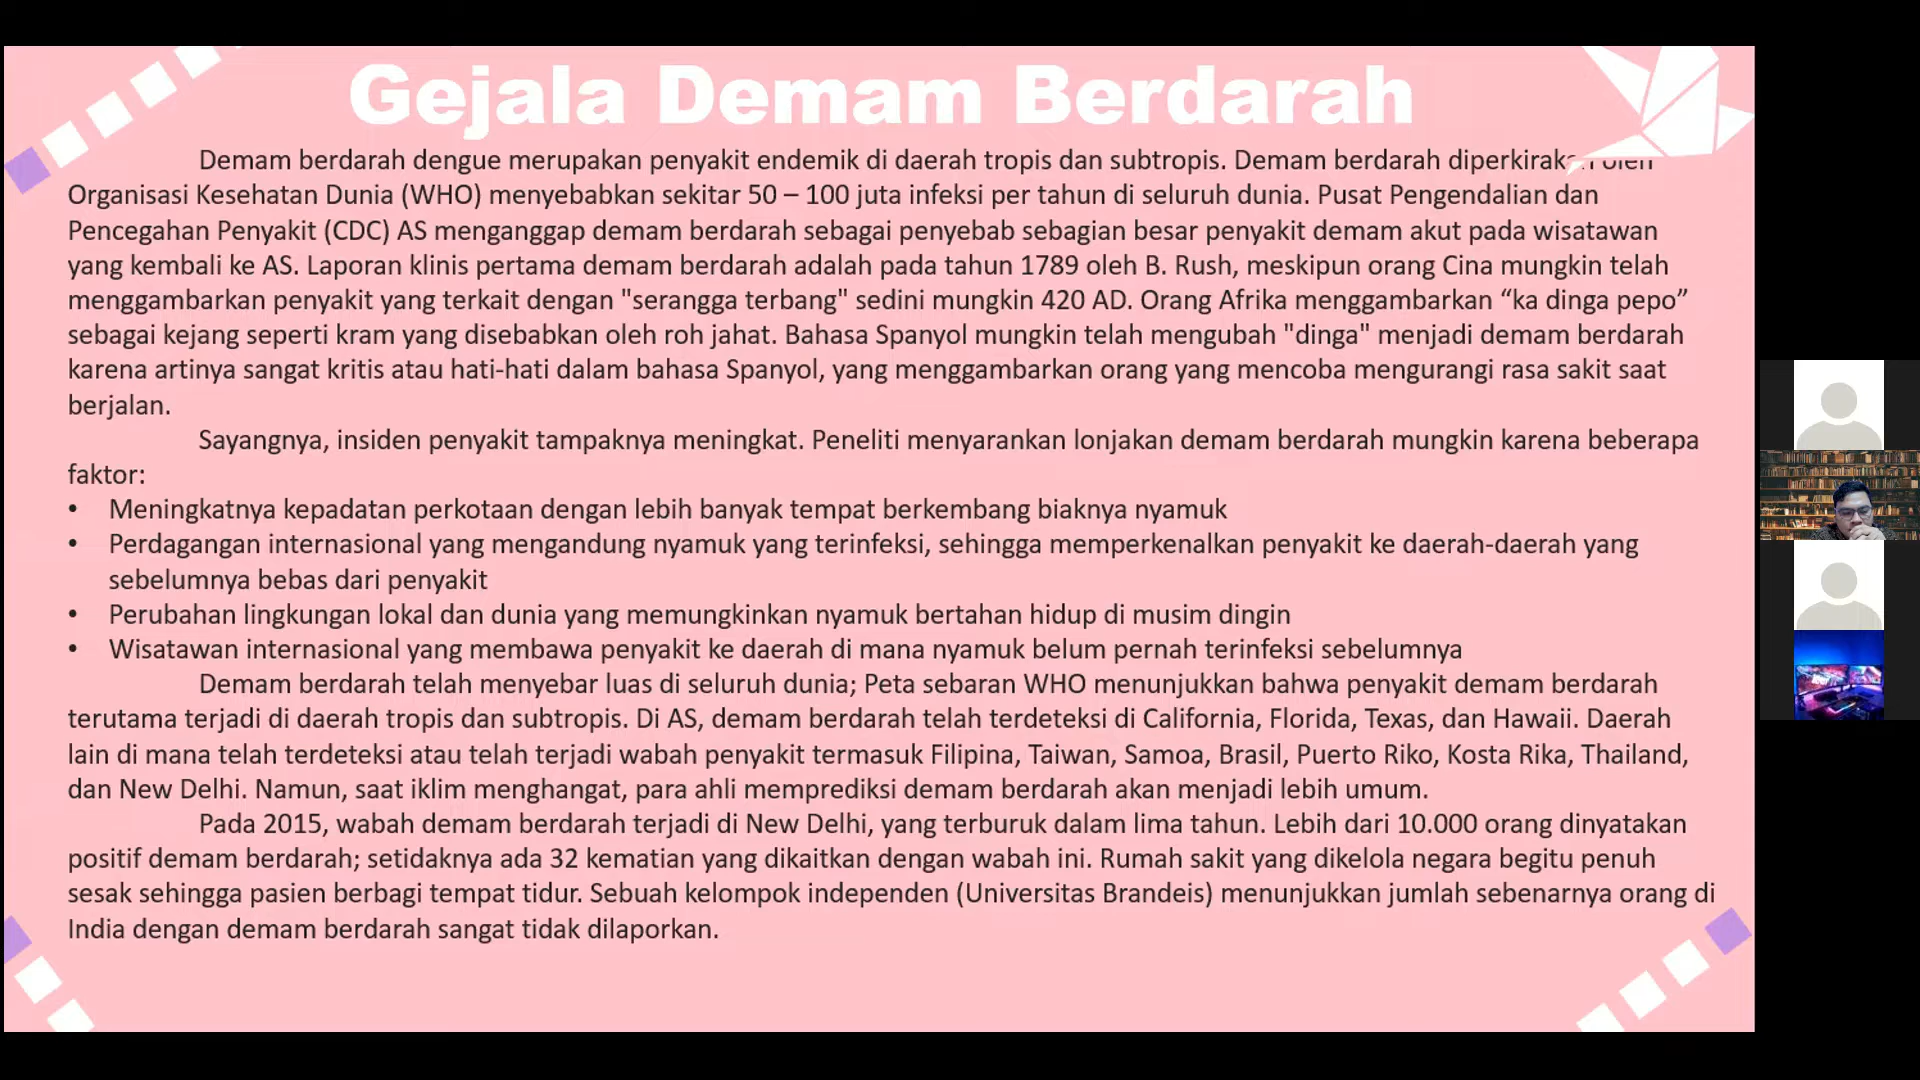 Gejala Demam Berdarah
Demam berdarah dengue merupakan penyakit endemik di daerah tropis dan subtropis. Demam berdarah
Organisasi Kesehatan Dunia (WHO) menyebabkan sekitar 50 – 100 juta infeksi per tahun di seluruh dunia. Pusat Pengendalian dan
Pencegahan Penyakit (CDC) AS menganggap demam berdarah sebagai penyebab sebagian besar penyakit demam akut pada wisatawan
yang kembali ke AS. Laporan klinis pertama demam berdarah adalah pada tahun 1789 oleh B. Rush, meskipun orang Cina mungkin telah
menggambarkan penyakit yang terkait dengan "serangga terbang" sedini mungkin 420 AD. Orang Afrika menggambarkan “ka dinga pepo”
sebagai kejang seperti kram yang disebabkan oleh roh jahat. Bahasa Spanyol mungkin telah mengubah "dinga" menjadi demam berdarah
karena artinya sangat kritis atau hati-hati dalam bahasa Spanyol, yang menggambarkan orang yang mencoba mengurangi rasa sakit saat
berjalan.
Sayangnya, insiden penyakit tampaknya meningkat. Peneliti menyarankan lonjakan demam berdarah mungkin karena beberapa
faktor:
• Meningkatnya kepadatan perkotaan dengan lebih banyak tempat berkembang biaknya nyamuk
• Perdagangan internasional yang mengandung nyamuk yang terinfeksi, sehingga memperkenalkan penyakit ke daerah-daerah yang
sebelumnya bebas dari penyakit
• Perubahan lingkungan lokal dan dunia yang memungkinkan nyamuk bertahan hidup di musim dingin
• Wisatawan internasional yang membawa penyakit ke daerah di mana nyamuk belum pernah terinfeksi sebelumnya
Demam berdarah telah menyebar luas di seluruh dunia; Peta sebaran WHO menunjukkan bahwa penyakit demam berdarah
terutama terjadi di daerah tropis dan subtropis. Di AS, demam berdarah telah terdeteksi di California, Florida, Texas, dan Hawaii. Daerah
lain di mana telah terdeteksi atau telah terjadi wabah penyakit termasuk Filipina, Taiwan, Samoa, Brasil, Puerto Riko, Kosta Rika, Thailand,
dan New Delhi. Namun, saat iklim menghangat, para ahli memprediksi demam berdarah akan menjadi lebih umum.
Pada 2015, wabah demam berdarah terjadi di New Delhi, yang terburuk dalam lima tahun. Lebih dari 10.000 orang dinyatakan
positif demam berdarah; setidaknya ada 32 kematian yang dikaitkan dengan wabah ini. Rumah sakit yang dikelola negara begitu penuh
sesak sehingga pasien berbagi tempat tidur. Sebuah kelompok independen (Universitas Brandeis) menunjukkan jumlah sebenarnya orang di
India dengan demam berdarah sangat tidak dilaporkan.